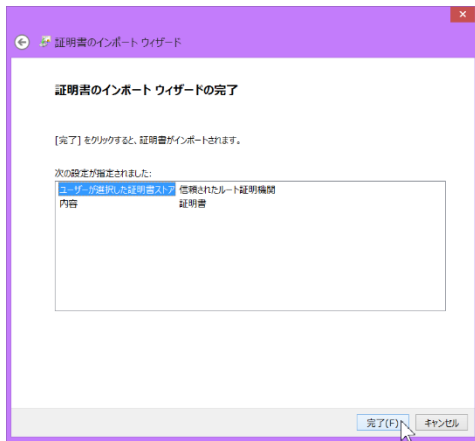 証明書のインポート ウィザード
証明書のインポート ウィザードの完了
[完了] をクリックすると、証明書がインポートされます。
次の設定が指定されました:
ユーザーが選択した証明書ストア 信頼されたルート証明機関
内容 証明書
完了(F) キャンセル